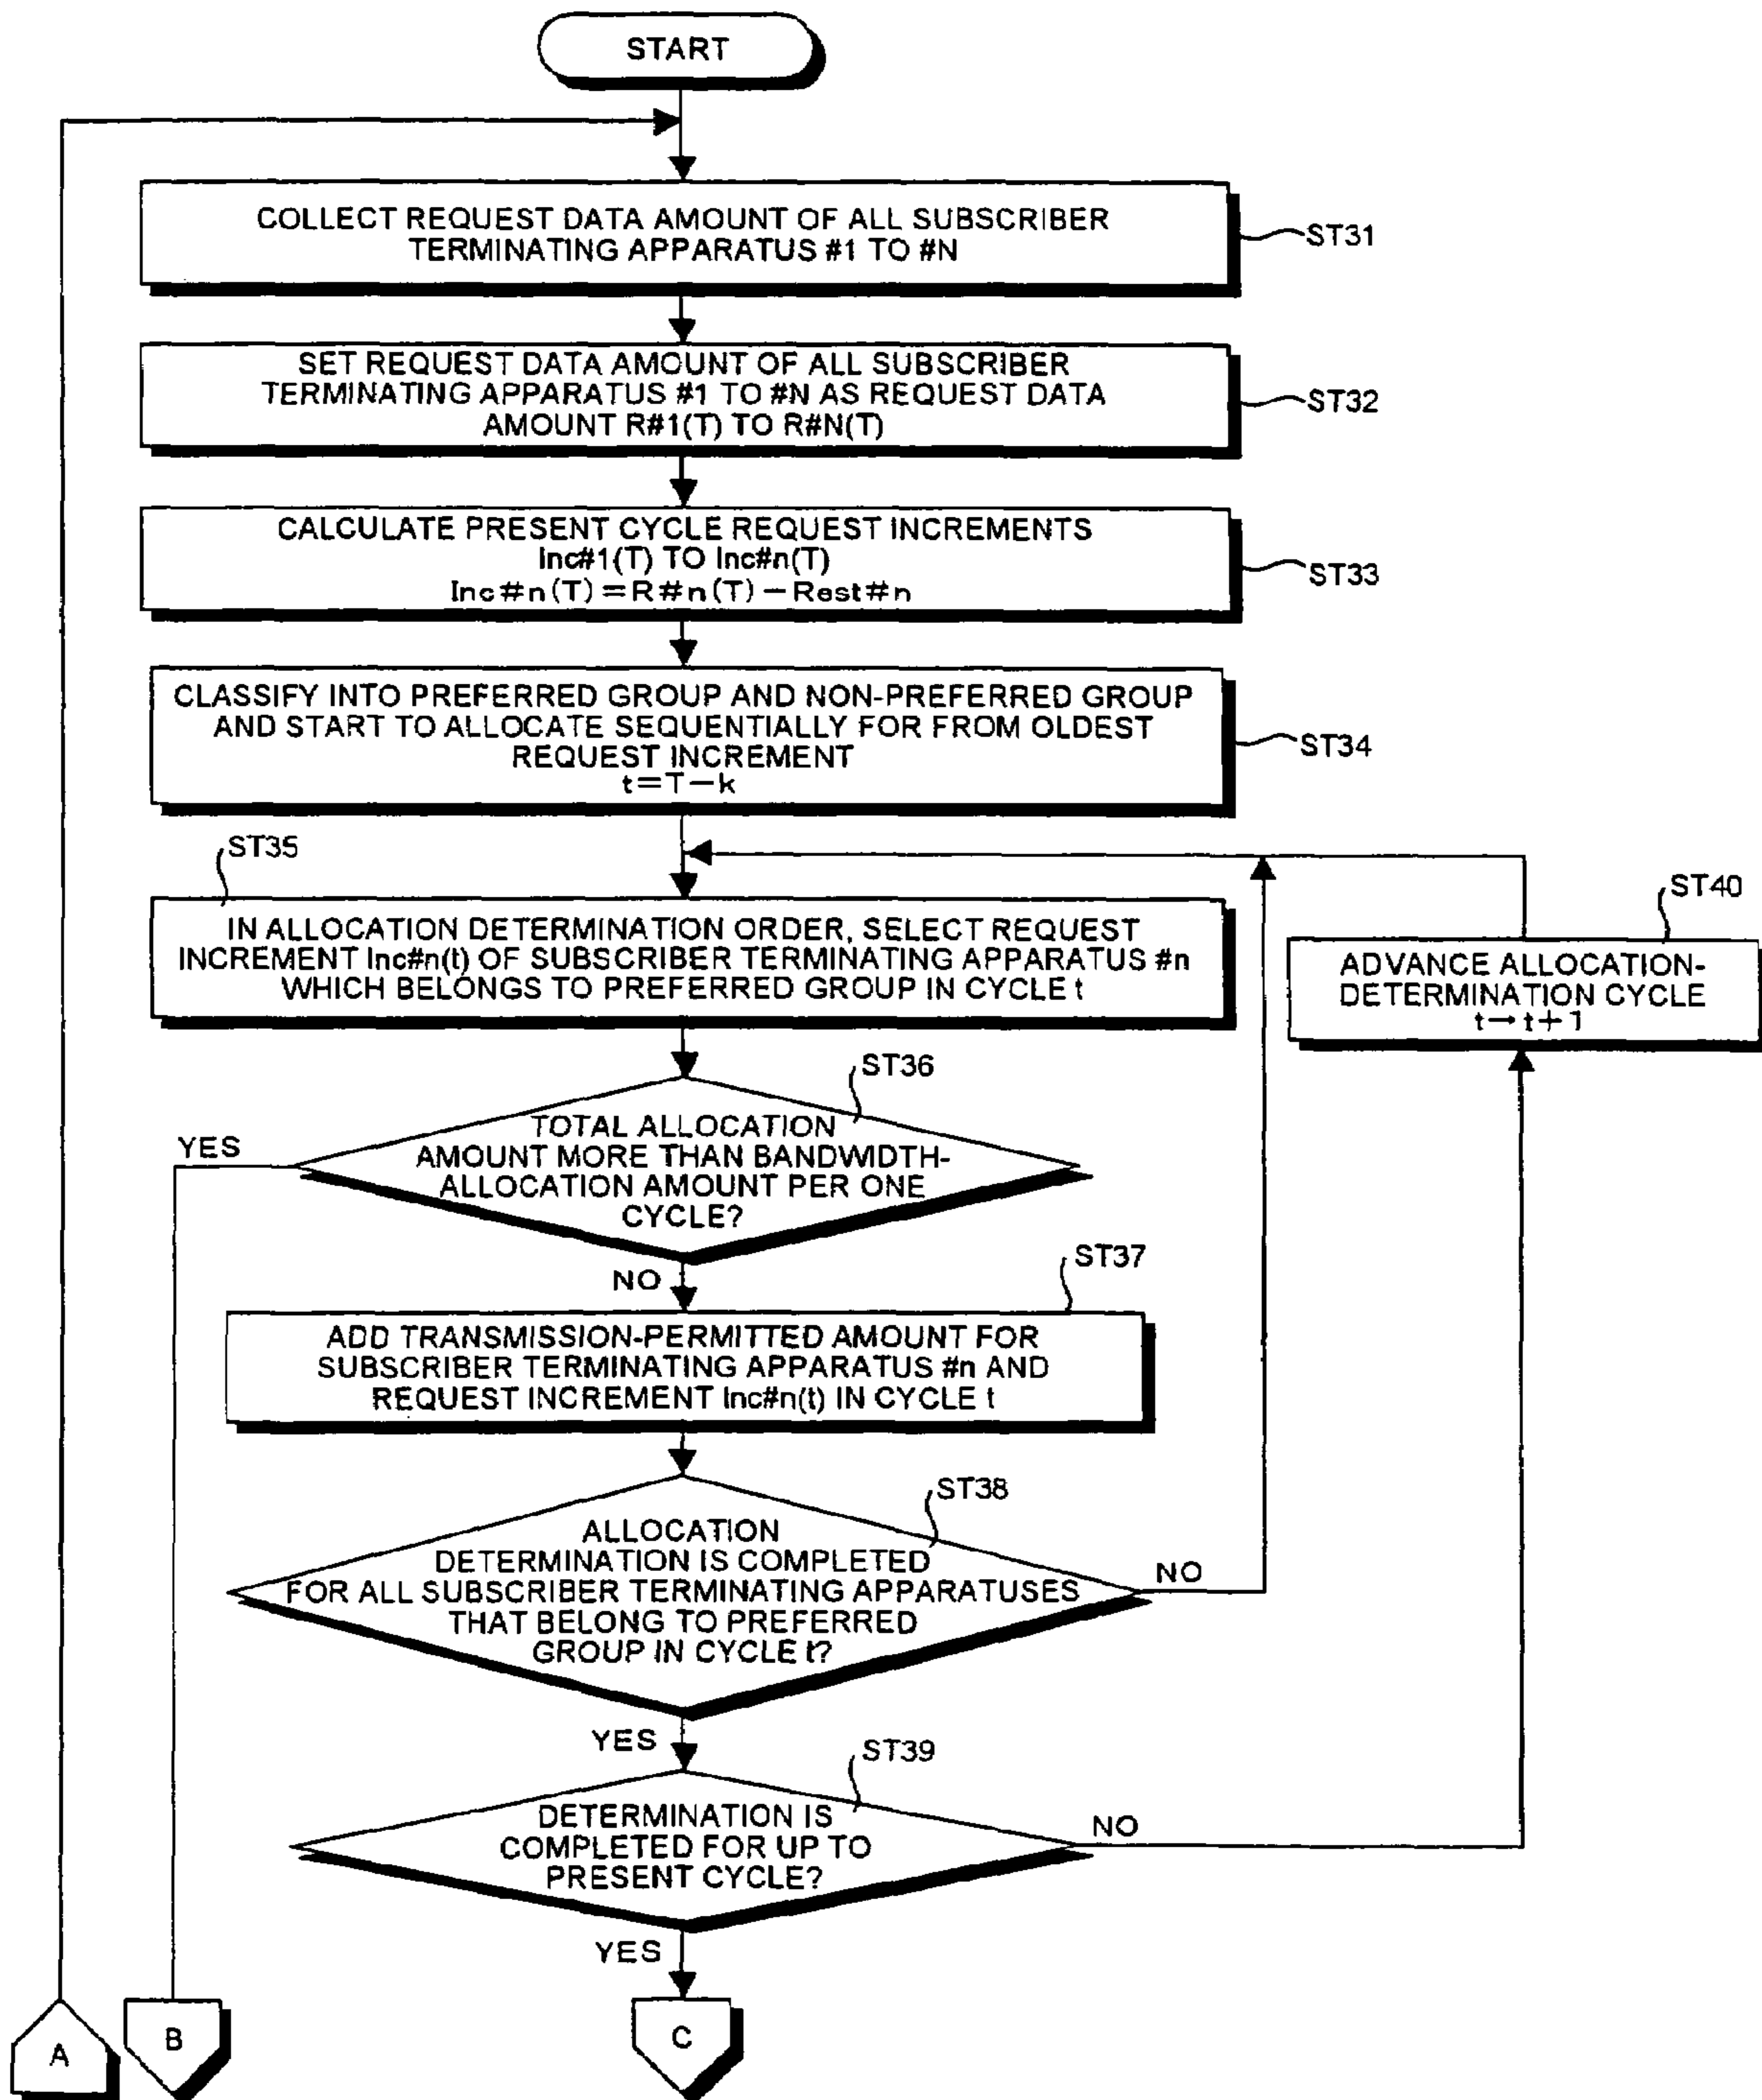 START
COLLECT REQUEST DATA AMOUNT OF ALL SUBSCRIBER
TERMINATING APPARATUS #1 TO #N
ST31
SET REQUEST DATA AMOUNT OF ALL SUBSCRIBER
TERMINATING APPARATUS #1 TO #N AS REQUEST DATA
AMOUNT R#1(T) TO R#N(T)
ST32
CALCULATE PRESENT CYCLE REQUEST INCREMENTS
Inc#1(T) TO Inc#n(T)
Inc#n(T)=R#n(T)-Rest#n
ST33
CLASSIFY INTO PREFERRED GROUP AND NON-PREFERRED GROUP
AND START TO ALLOCATE SEQUENTIALLY FOR FROM OLDEST
REQUEST INCREMENT
t=T-k
ST34
ST35
IN ALLOCATION DETERMINATION ORDER, SELECT REQUEST
INCREMENT Inc#n(t) OF SUBSCRIBER TERMINATING APPARATUS #n
WHICH BELONGS TO PREFERRED GROUP IN CYCLE t
ST40
ADVANCE ALLOCATION-
DETERMINATION CYCLE
t→t+1
ST36
TOTAL ALLOCATION
AMOUNT MORE THAN BANDWIDTH-
ALLOCATION AMOUNT PER ONE
CYCLE?
YES
NO
ST37
ADD TRANSMISSION-PERMITTED AMOUNT FOR
SUBSCRIBER TERMINATING APPARATUS #n AND
REQUEST INCREMENT Inc#n(t) IN CYCLE t
ST38
ALLOCATION
DETERMINATION IS COMPLETED
FOR ALL SUBSCRIBER TERMINATING APPARATUSES
THAT BELONG TO PREFERRED
GROUP IN CYCLE t?
NO
YES
ST39
DETERMINATION IS
COMPLETED FOR UP TO
PRESENT CYCLE?
NO
YES
A
B
C